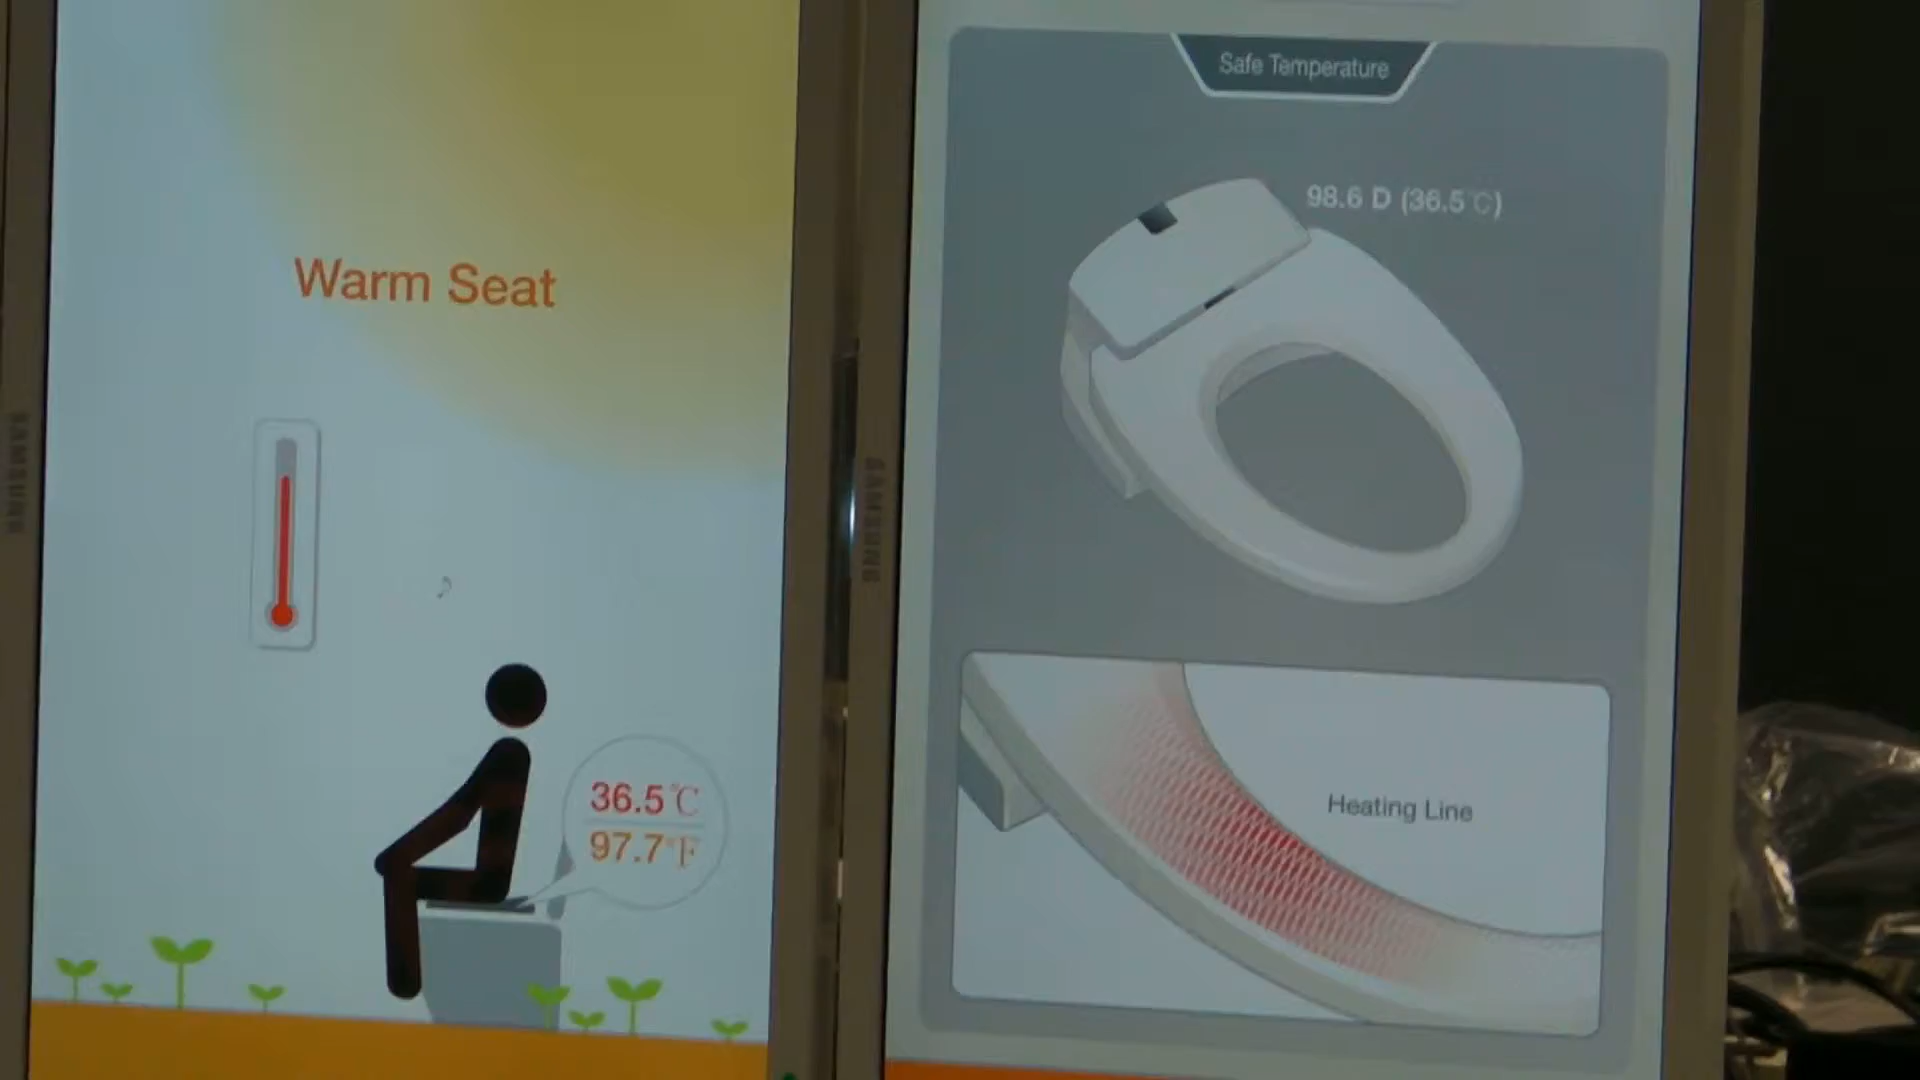 Warm Seat
36.5℃
97.7°F
SAMSUNG
SAMSUNG
Safe Temperature
98.6 D (36.5℃)
Heating Line